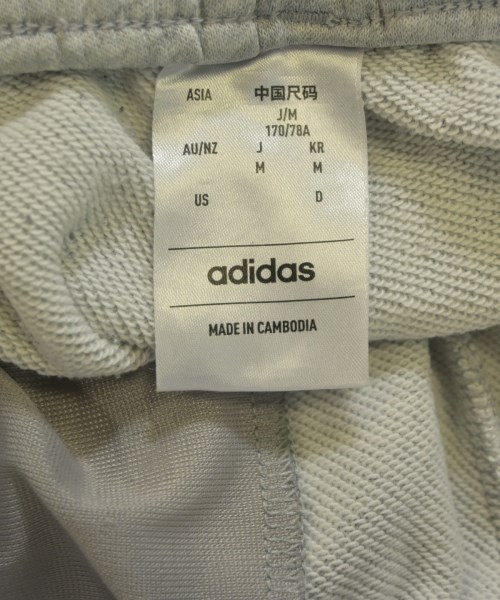 ASIA 中国尺码
J/M
170/78A
AU/NZ J KR
M M
US D
adidas
MADE IN CAMBODIA